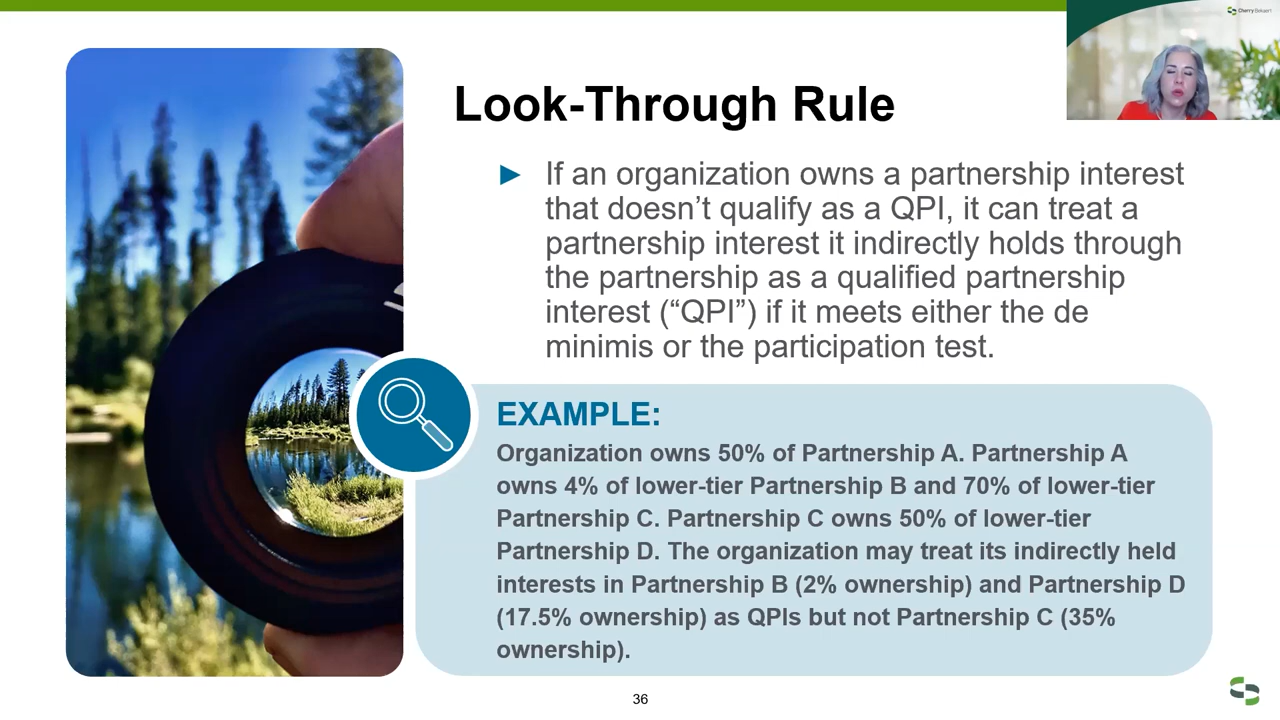 Cherry Bekaert
Look-Through Rule
► If an organization owns a partnership interest
that doesn’t qualify as a QPI, it can treat a
partnership interest it indirectly holds through
the partnership as a qualified partnership
interest (“QPI”) if it meets either the de
minimis or the participation test.
EXAMPLE:
Organization owns 50% of Partnership A. Partnership A
owns 4% of lower-tier Partnership B and 70% of lower-tier
Partnership C. Partnership C owns 50% of lower-tier
Partnership D. The organization may treat its indirectly held
interests in Partnership B (2% ownership) and Partnership D
(17.5% ownership) as QPIs but not Partnership C (35%
ownership).
36